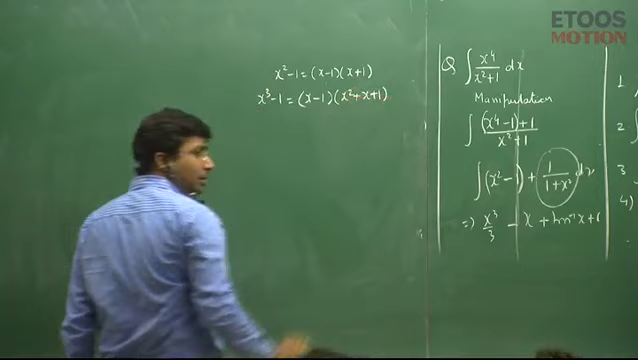 ETOOS
MOTION
x²-1 = (x-1)(x+1)
x³-1 = (x-1)(x²+x+1)
Q ∫ x⁴/(x²+1) dx
Manipulation
∫ ((x⁴-1)+1)/(x²+1)
∫ (x²-1) + 1/(1+x²) dx
⇒ x³/3 - x + tan⁻¹x + c
1
2
3
4)